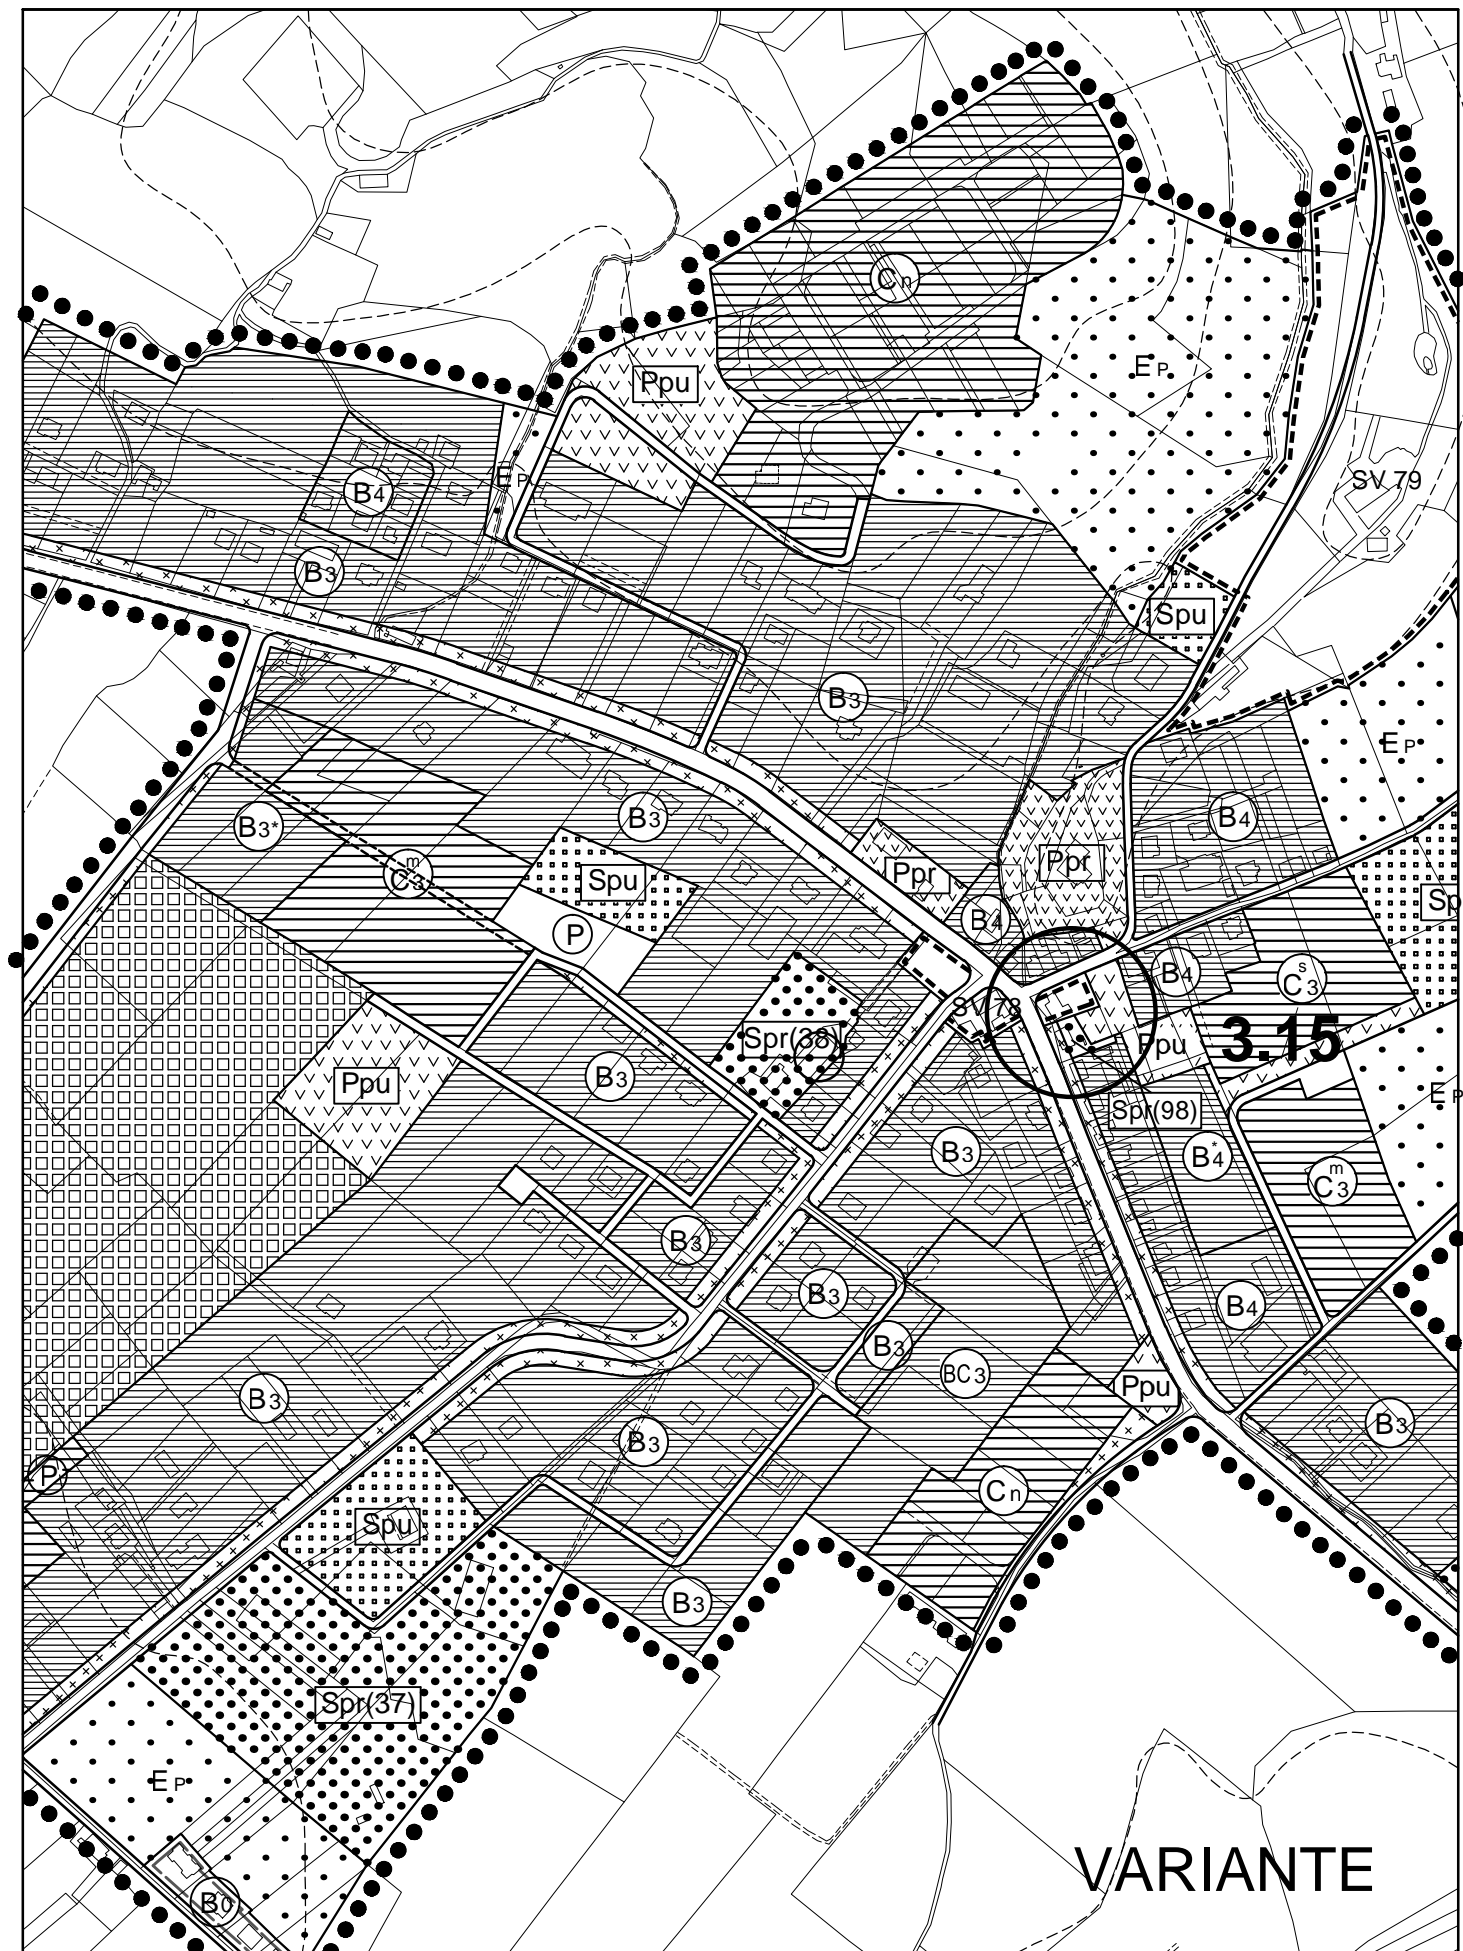 Cn
Ppu
EP
EP
B4
SV 79
B3
Spu
B3
EP
B3
B4
B3*
m
C3
Ppr
Ppr
Spu
Sp
B4
P
B4
s
C3
SV 78
Spr(38)
Ppu
3.15
B3
Ppu
EP
Spr(98)
B3
B*4
m
C3
B3
B3
B4
B3
BC3
Ppu
B3
B3
B3
P
Cn
Spu
B3
Spr(37)
EP
VARIANTE
B0